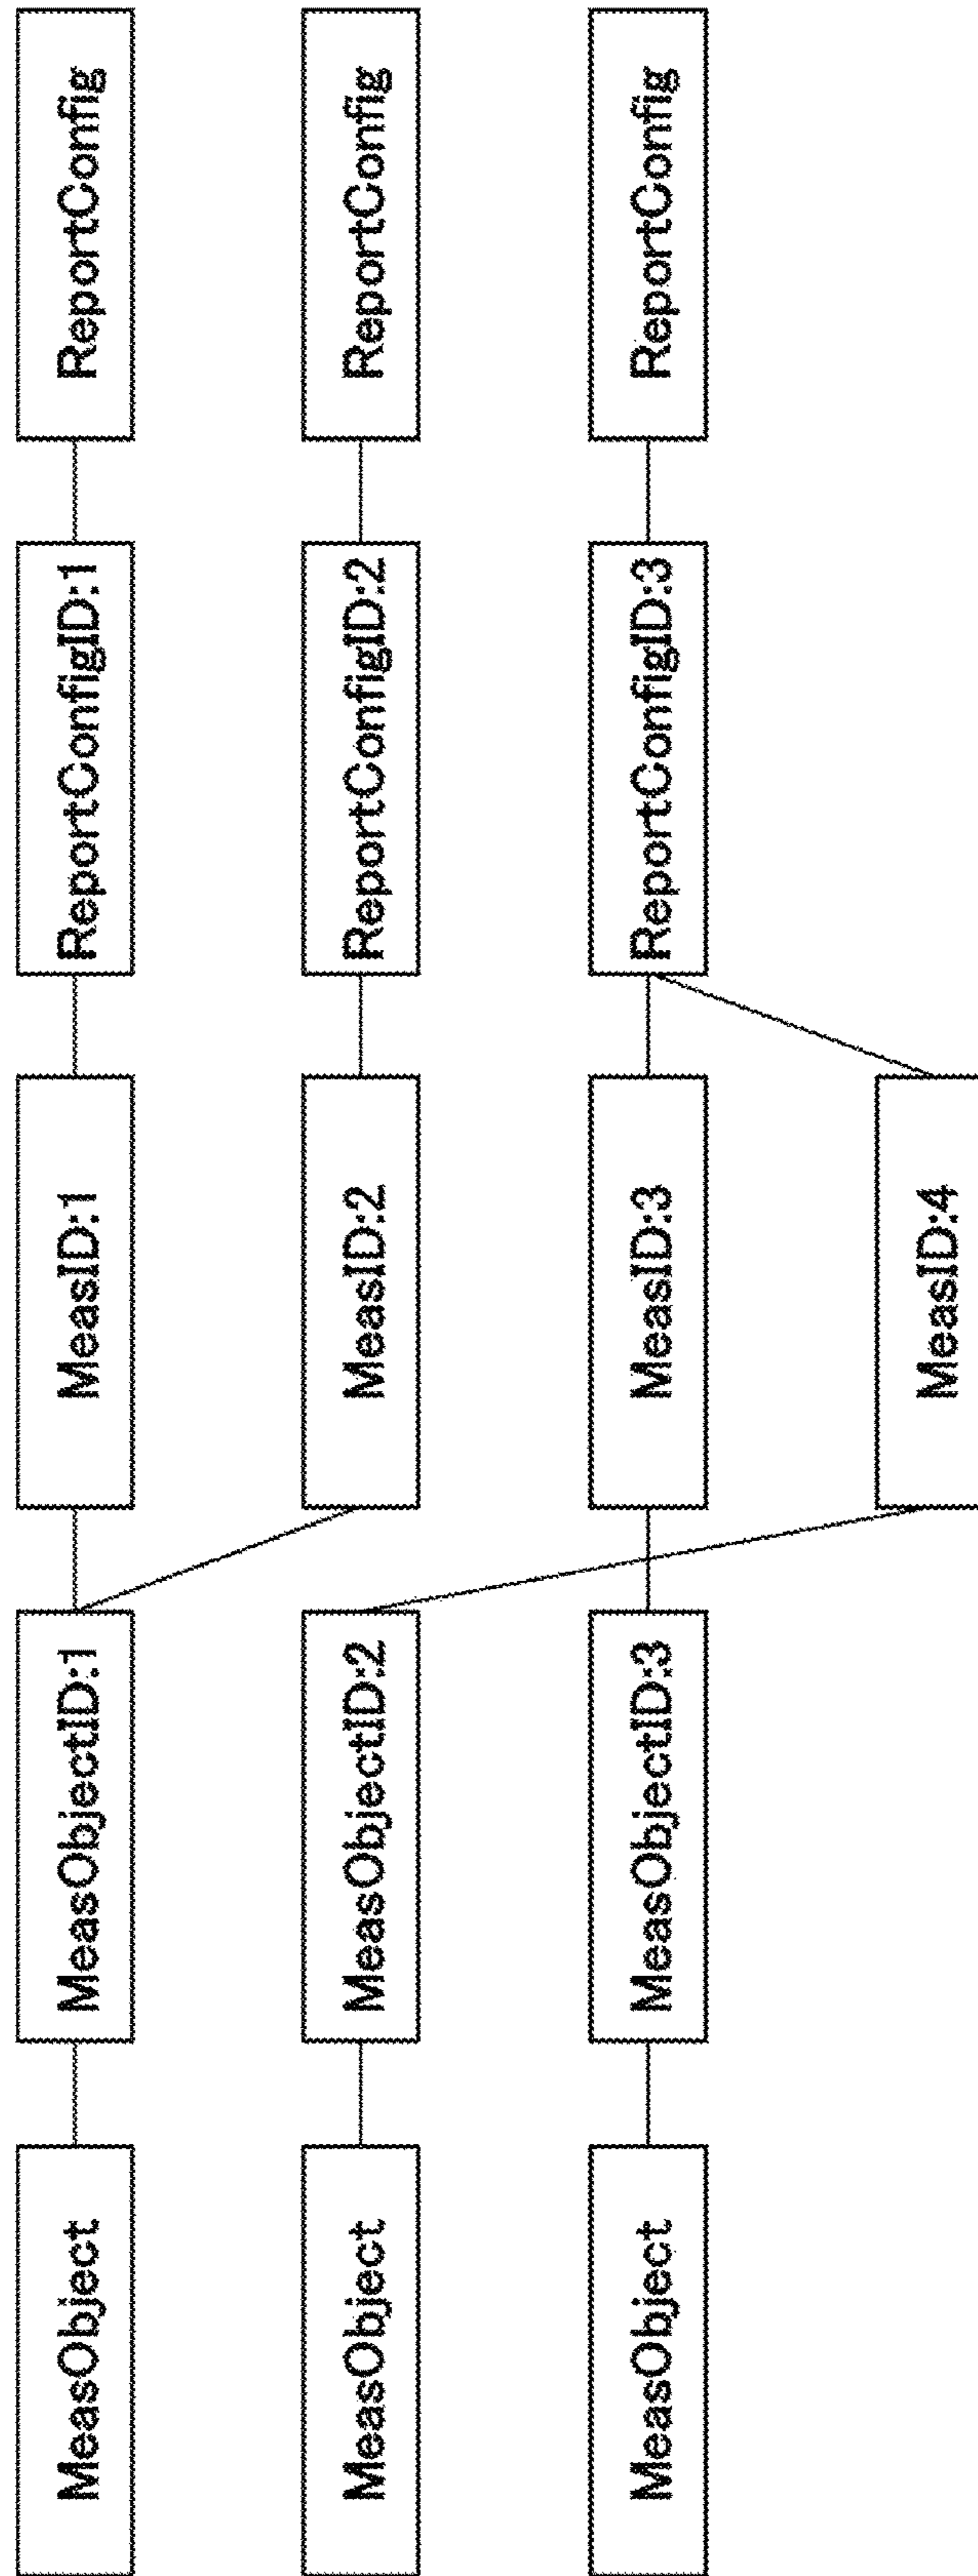 MeasObject
MeasObjectID:1
MeasID:1
ReportConfigID:1
ReportConfig
MeasObject
MeasObjectID:2
MeasID:2
ReportConfigID:2
ReportConfig
MeasObject
MeasObjectID:3
MeasID:3
ReportConfigID:3
ReportConfig
MeasID:4